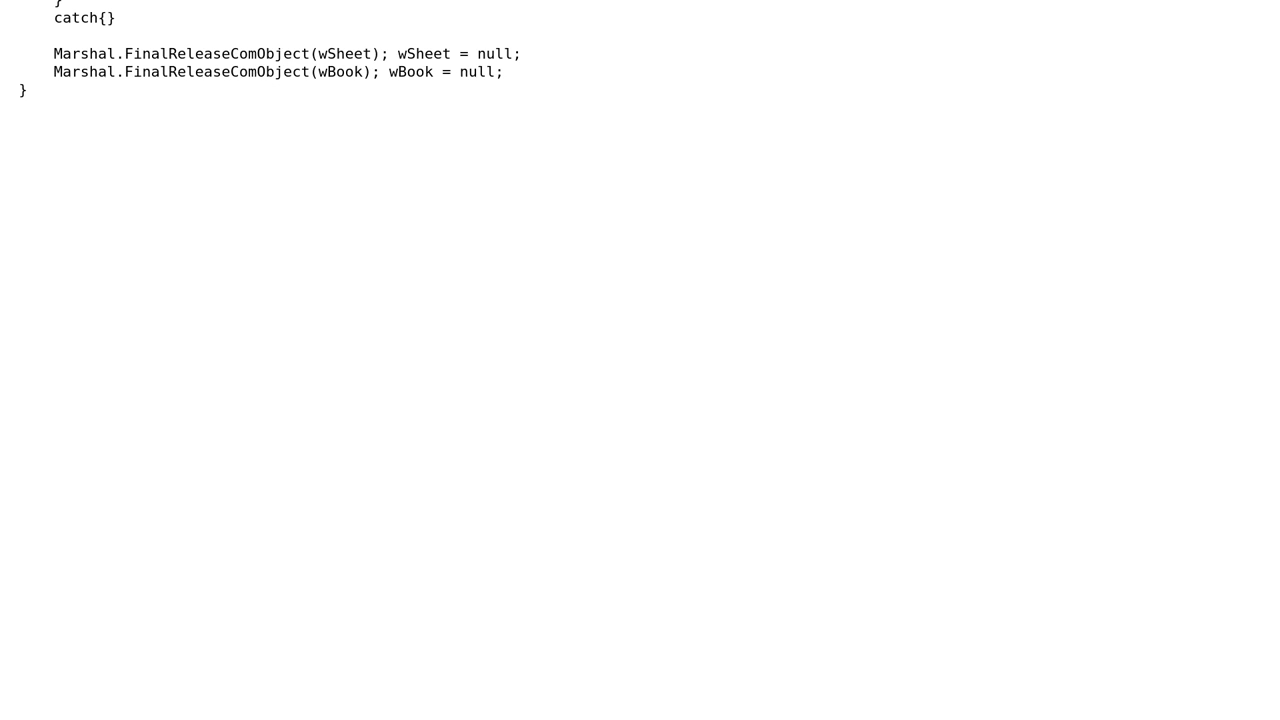 }
catch{}
Marshal.FinalReleaseComObject(wSheet); wSheet = null;
Marshal.FinalReleaseComObject(wBook); wBook = null;
}